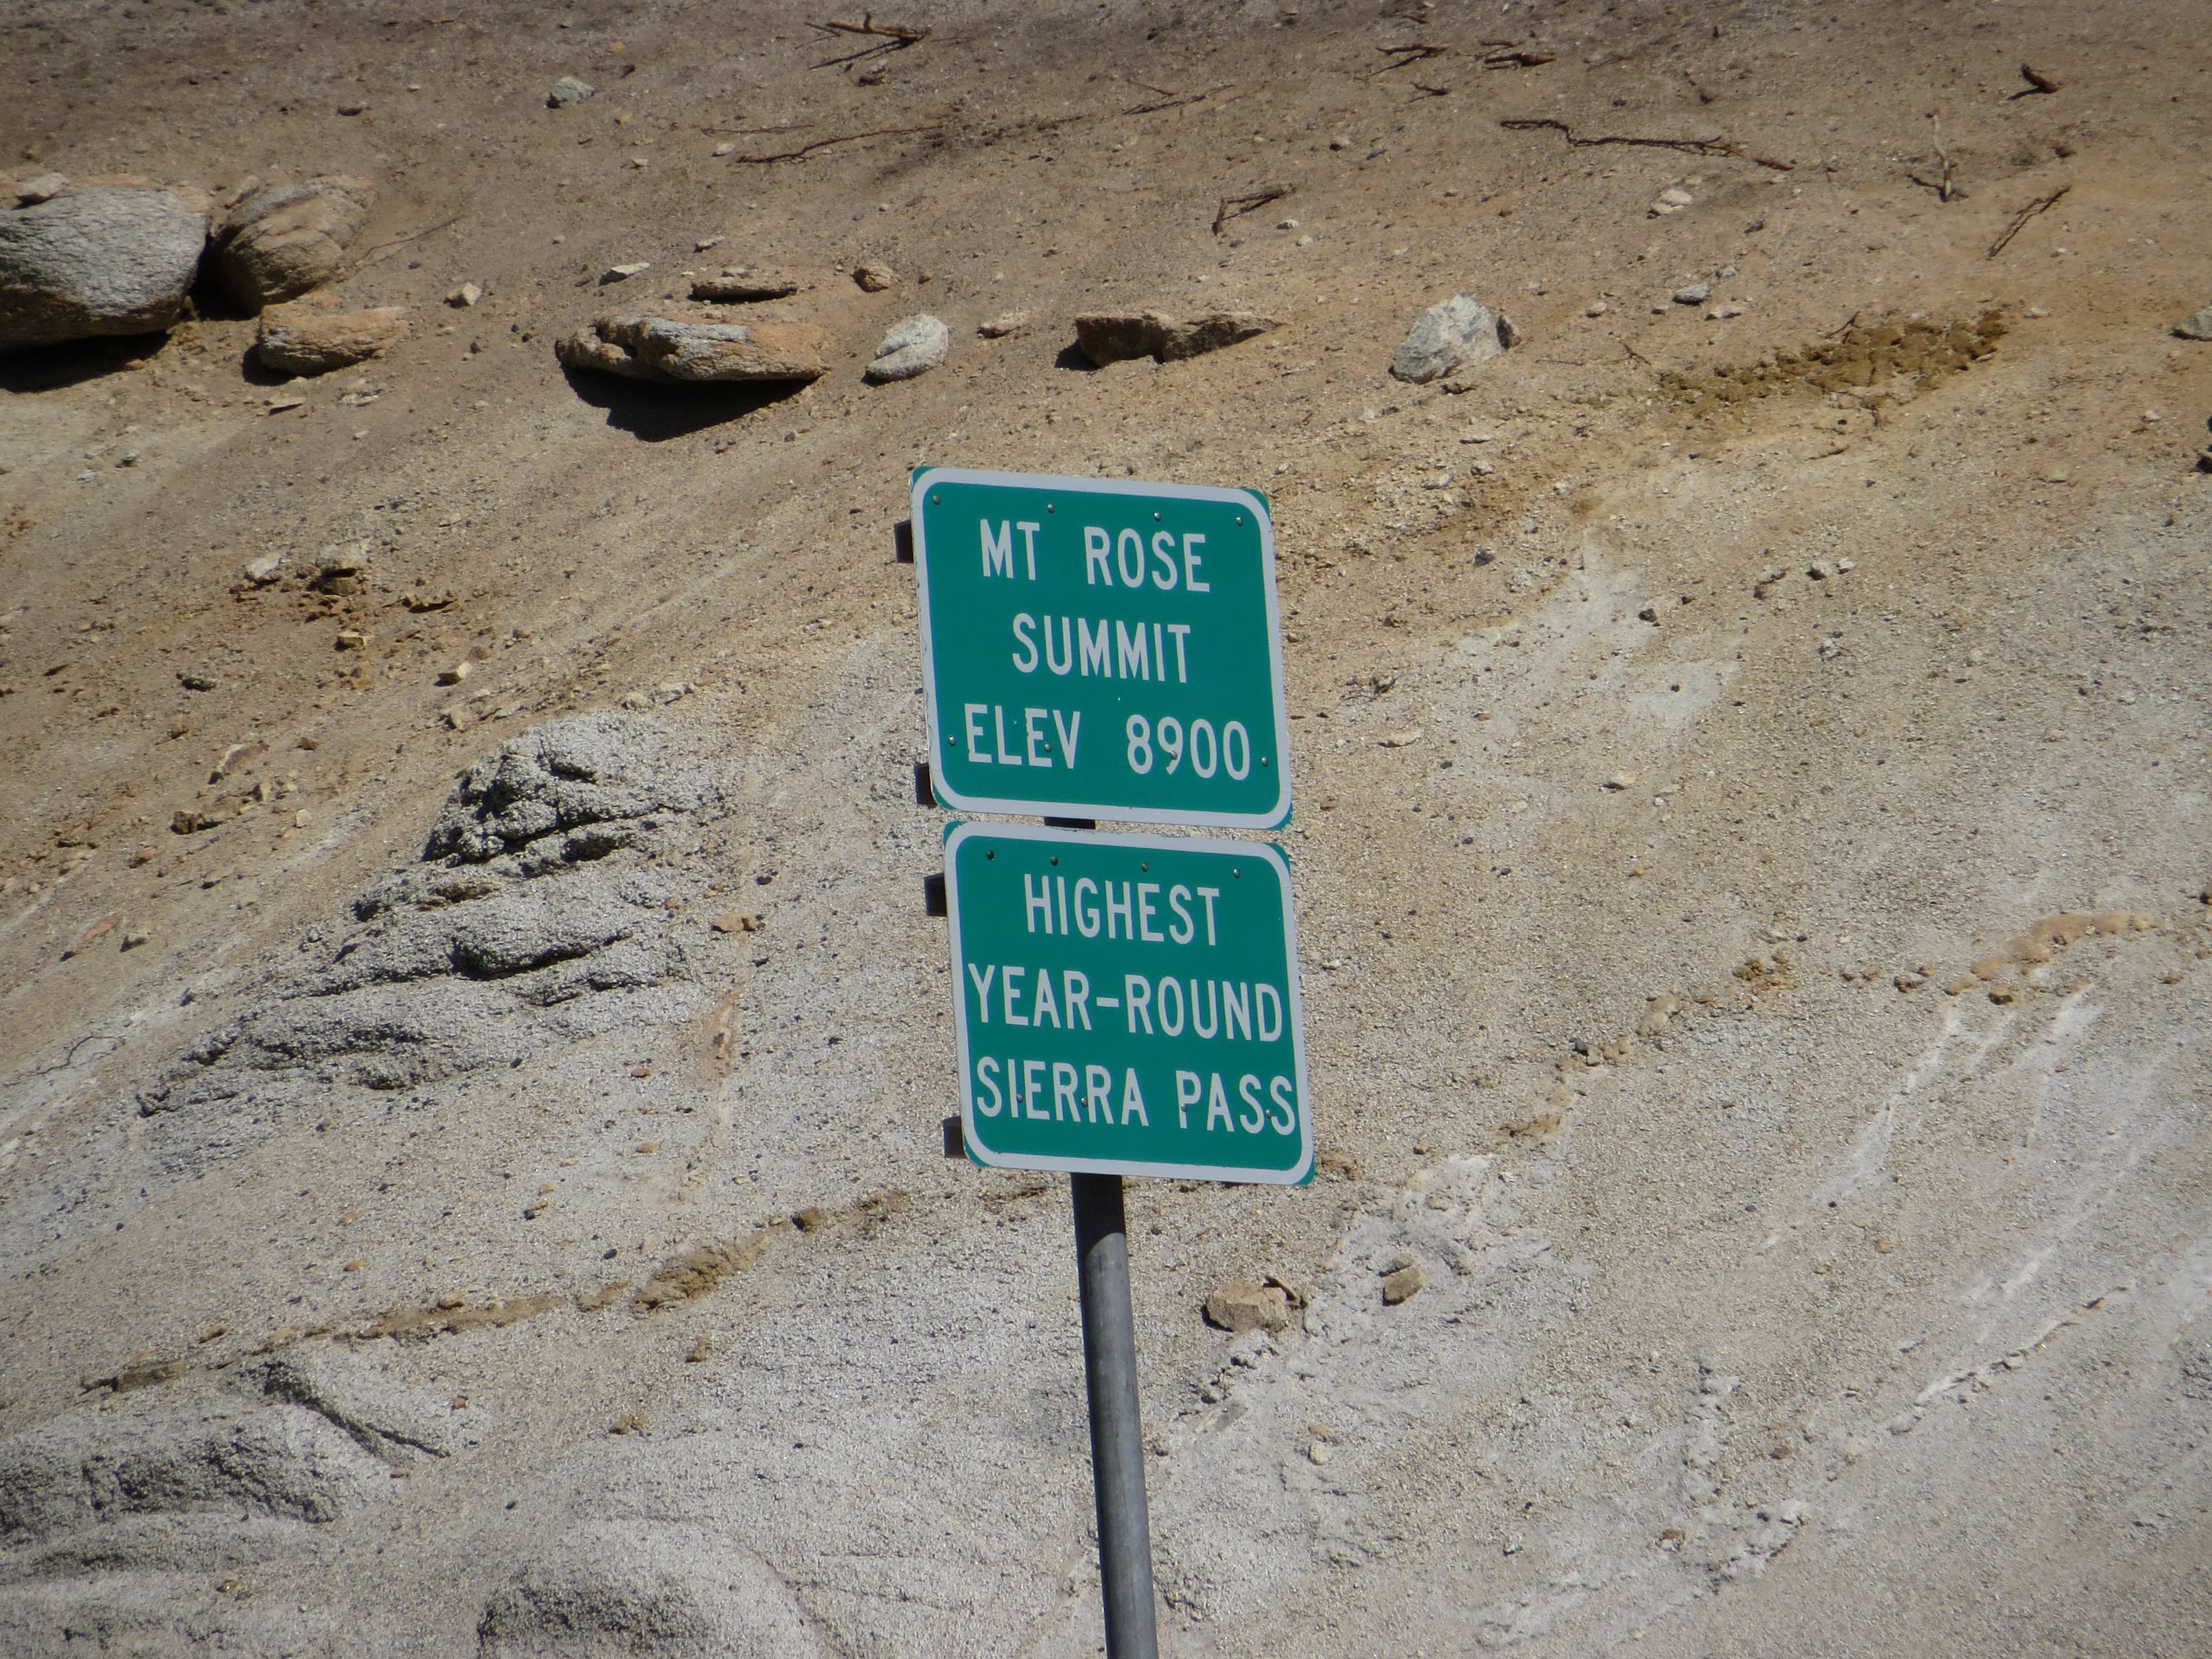 MT ROSE
SUMMIT
ELEV 8900
HIGHEST
YEAR-ROUND
SIERRA PASS